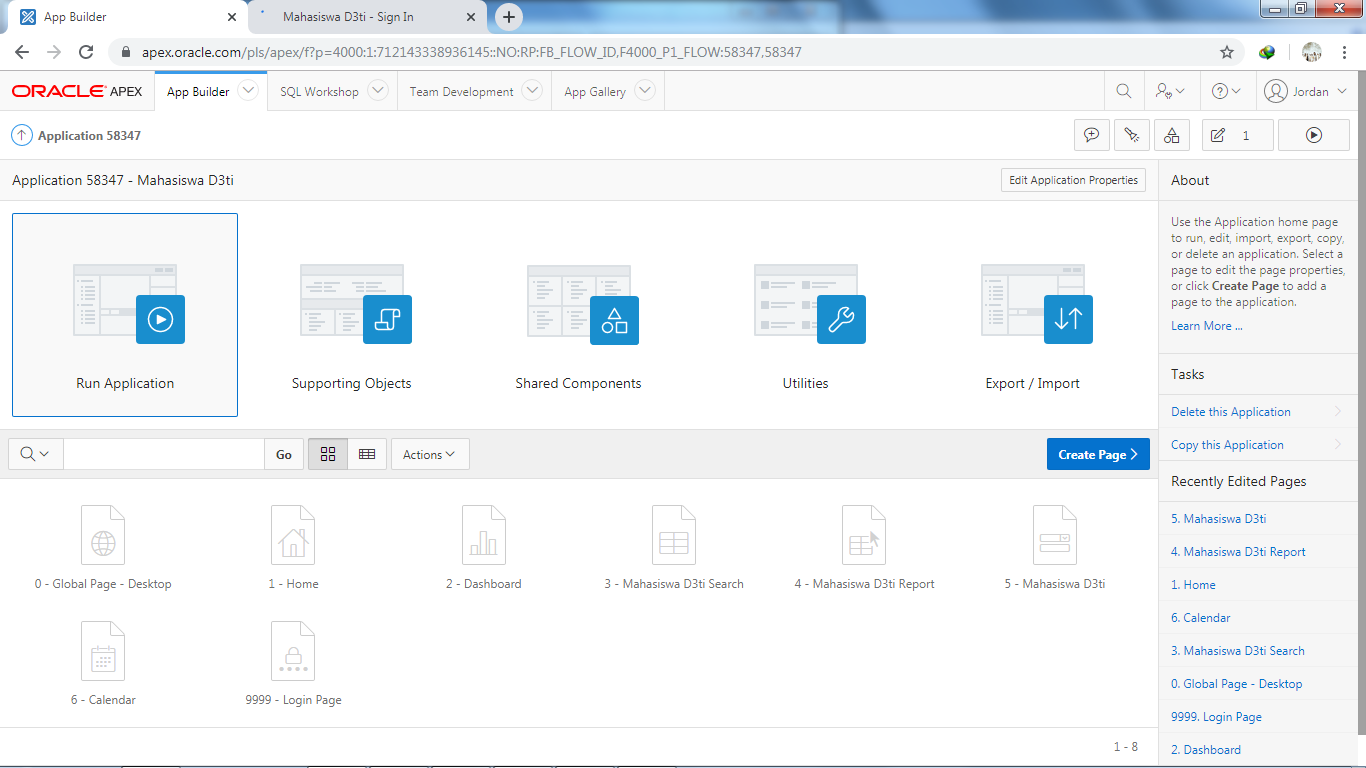 App Builder
Mahasiswa D3ti - Sign In
apex.oracle.com/pls/apex/f?p=4000:1:712143338936145::NO:RP:FB_FLOW_ID,F4000_P1_FLOW:58347,58347
ORACLE APEX
App Builder
SQL Workshop
Team Development
App Gallery
Jordan
Application 58347
1
Application 58347 - Mahasiswa D3ti
Edit Application Properties
Run Application
Supporting Objects
Shared Components
Utilities
Export / Import
Go
Actions
Create Page
0 - Global Page - Desktop
1 - Home
2 - Dashboard
3 - Mahasiswa D3ti Search
4 - Mahasiswa D3ti Report
5 - Mahasiswa D3ti
6 - Calendar
9999 - Login Page
1 - 8
About
Use the Application home page
to run, edit, import, export, copy,
or delete an application. Select a
page to edit the page properties,
or click Create Page to add a
page to the application.
Learn More ...
Tasks
Delete this Application
Copy this Application
Recently Edited Pages
5. Mahasiswa D3ti
4. Mahasiswa D3ti Report
1. Home
6. Calendar
3. Mahasiswa D3ti Search
0. Global Page - Desktop
9999. Login Page
2. Dashboard